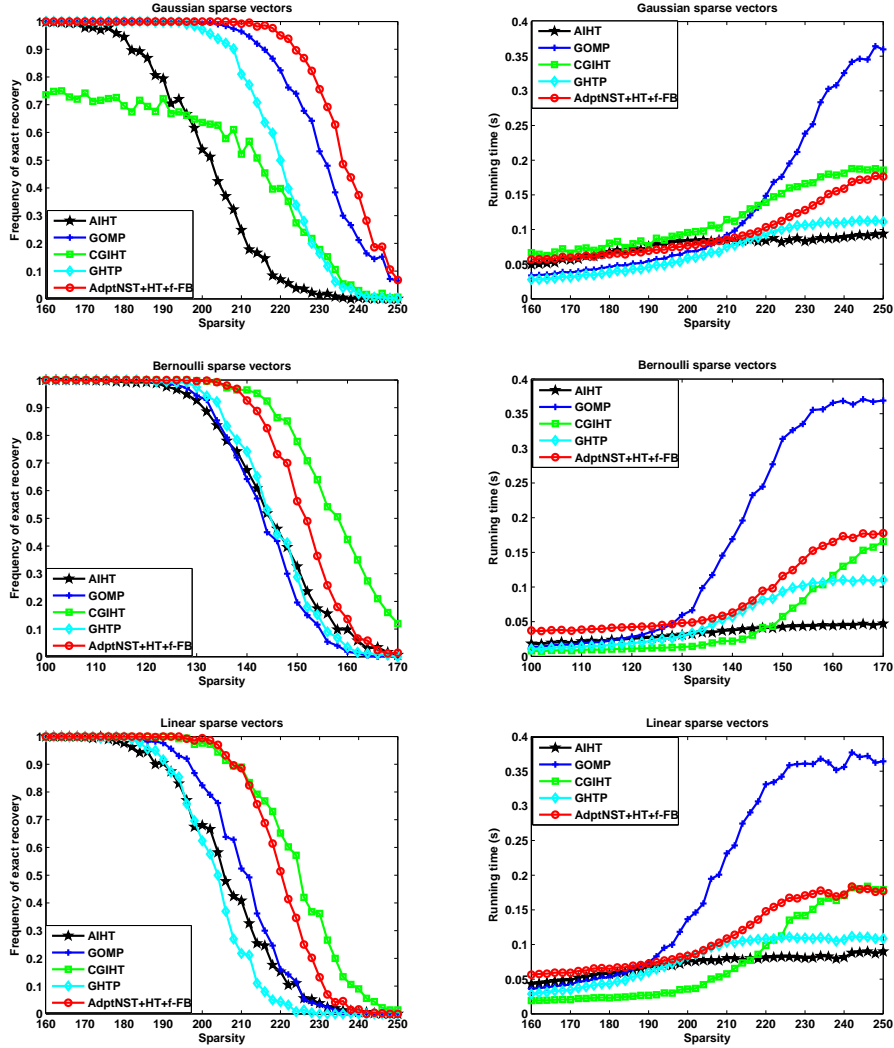 Gaussian sparse vectors
1
0.9
0.8
0.7
0.6
0.5
0.4
0.3
0.2
0.1
0
Frequency of exact recovery
AIHT
GOMP
CGIHT
GHTP
AdptNST+HT+f-FB
160 170 180 190 200 210 220 230 240 250
Sparsity
Gaussian sparse vectors
0.4
0.35
0.3
0.25
0.2
0.15
0.1
0.05
0
Running time (s)
AIHT
GOMP
CGIHT
GHTP
AdptNST+HT+f-FB
160 170 180 190 200 210 220 230 240 250
Sparsity
Bernoulli sparse vectors
1
0.9
0.8
0.7
0.6
0.5
0.4
0.3
0.2
0.1
0
Frequency of exact recovery
AIHT
GOMP
CGIHT
GHTP
AdptNST+HT+f-FB
100 110 120 130 140 150 160 170
Sparsity
Bernoulli sparse vectors
0.4
0.35
0.3
0.25
0.2
0.15
0.1
0.05
0
Running time (s)
AIHT
GOMP
CGIHT
GHTP
AdptNST+HT+f-FB
100 110 120 130 140 150 160 170
Sparsity
Linear sparse vectors
1
0.9
0.8
0.7
0.6
0.5
0.4
0.3
0.2
0.1
0
Frequency of exact recovery
AIHT
GOMP
CGIHT
GHTP
AdptNST+HT+f-FB
160 170 180 190 200 210 220 230 240 250
Sparsity
Linear sparse vectors
0.4
0.35
0.3
0.25
0.2
0.15
0.1
0.05
0
Running time (s)
AIHT
GOMP
CGIHT
GHTP
AdptNST+HT+f-FB
160 170 180 190 200 210 220 230 240 250
Sparsity